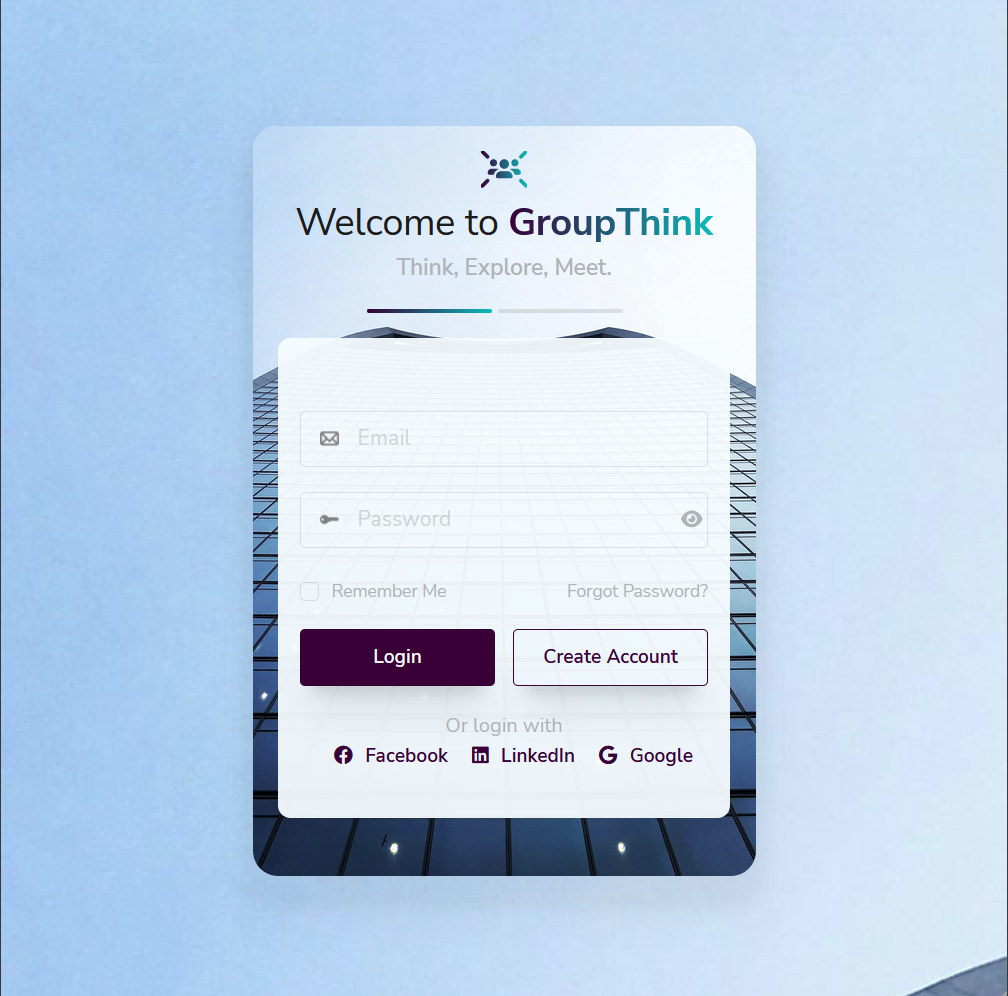 Welcome to GroupThink
Think, Explore, Meet.
Email
Password
Remember Me Forgot Password?
Login Create Account
Or login with
Facebook LinkedIn Google